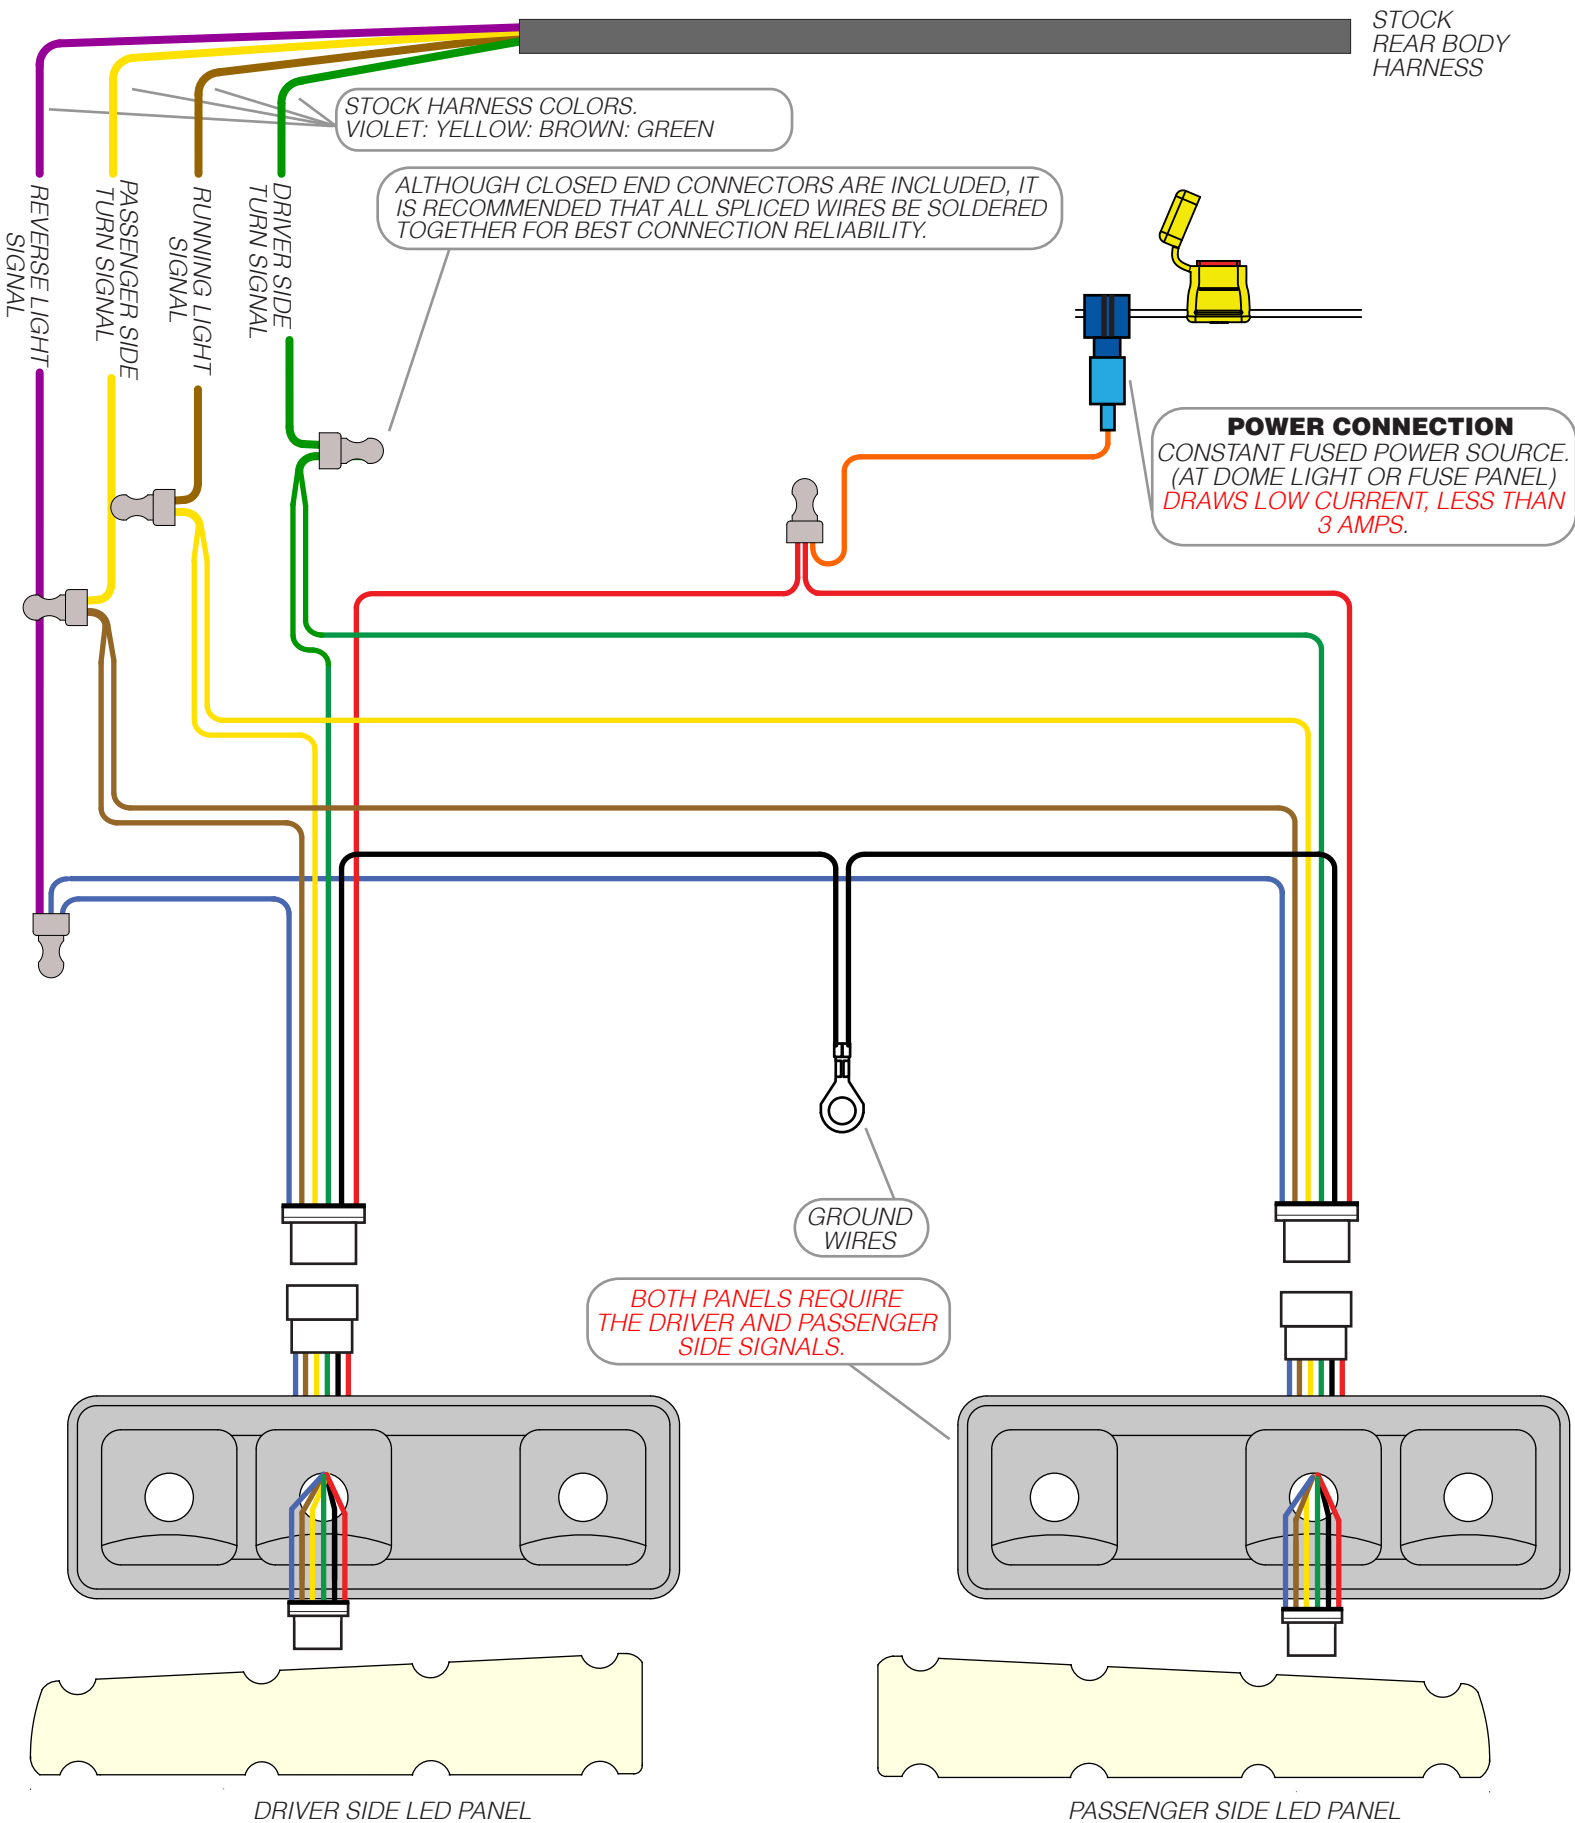 STOCK
REAR BODY
HARNESS
STOCK HARNESS COLORS.
VIOLET: YELLOW: BROWN: GREEN
ALTHOUGH CLOSED END CONNECTORS ARE INCLUDED, IT
IS RECOMMENDED THAT ALL SPLICED WIRES BE SOLDERED
TOGETHER FOR BEST CONNECTION RELIABILITY.
REVERSE LIGHT
SIGNAL
PASSENGER SIDE
TURN SIGNAL
RUNNING LIGHT
SIGNAL
DRIVER SIDE
TURN SIGNAL
POWER CONNECTION
CONSTANT FUSED POWER SOURCE.
(AT DOME LIGHT OR FUSE PANEL)
DRAWS LOW CURRENT, LESS THAN
3 AMPS.
GROUND
WIRES
BOTH PANELS REQUIRE
THE DRIVER AND PASSENGER
SIDE SIGNALS.
DRIVER SIDE LED PANEL
PASSENGER SIDE LED PANEL